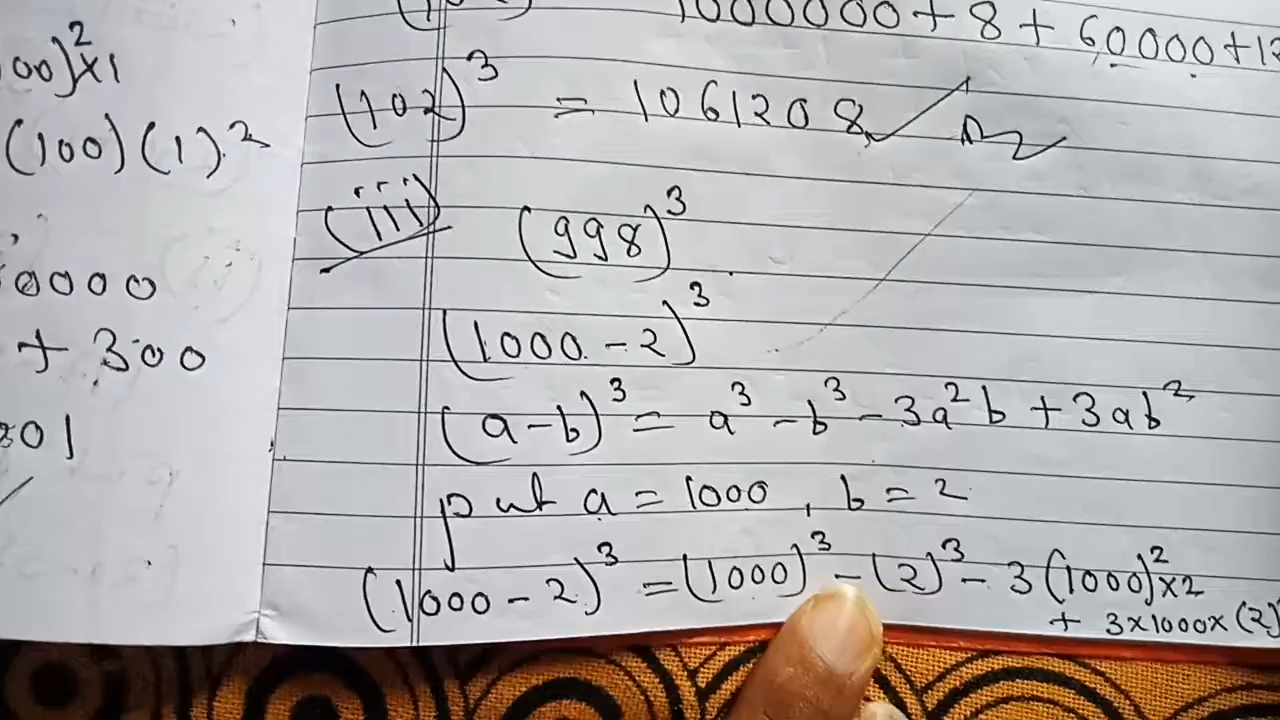 00)²×1
(100)(1)²
0000
+ 300
301
1000000 + 8 + 60000 + 12
(102)³ = 1061208
(iii) (998)³
(1000 - 2)³
(a-b)³ = a³ - b³ - 3a²b + 3ab²
put a = 1000, b = 2
(1000 - 2)³ = (1000)³ - (2)³ - 3(1000)²×2
+ 3×1000×(2)